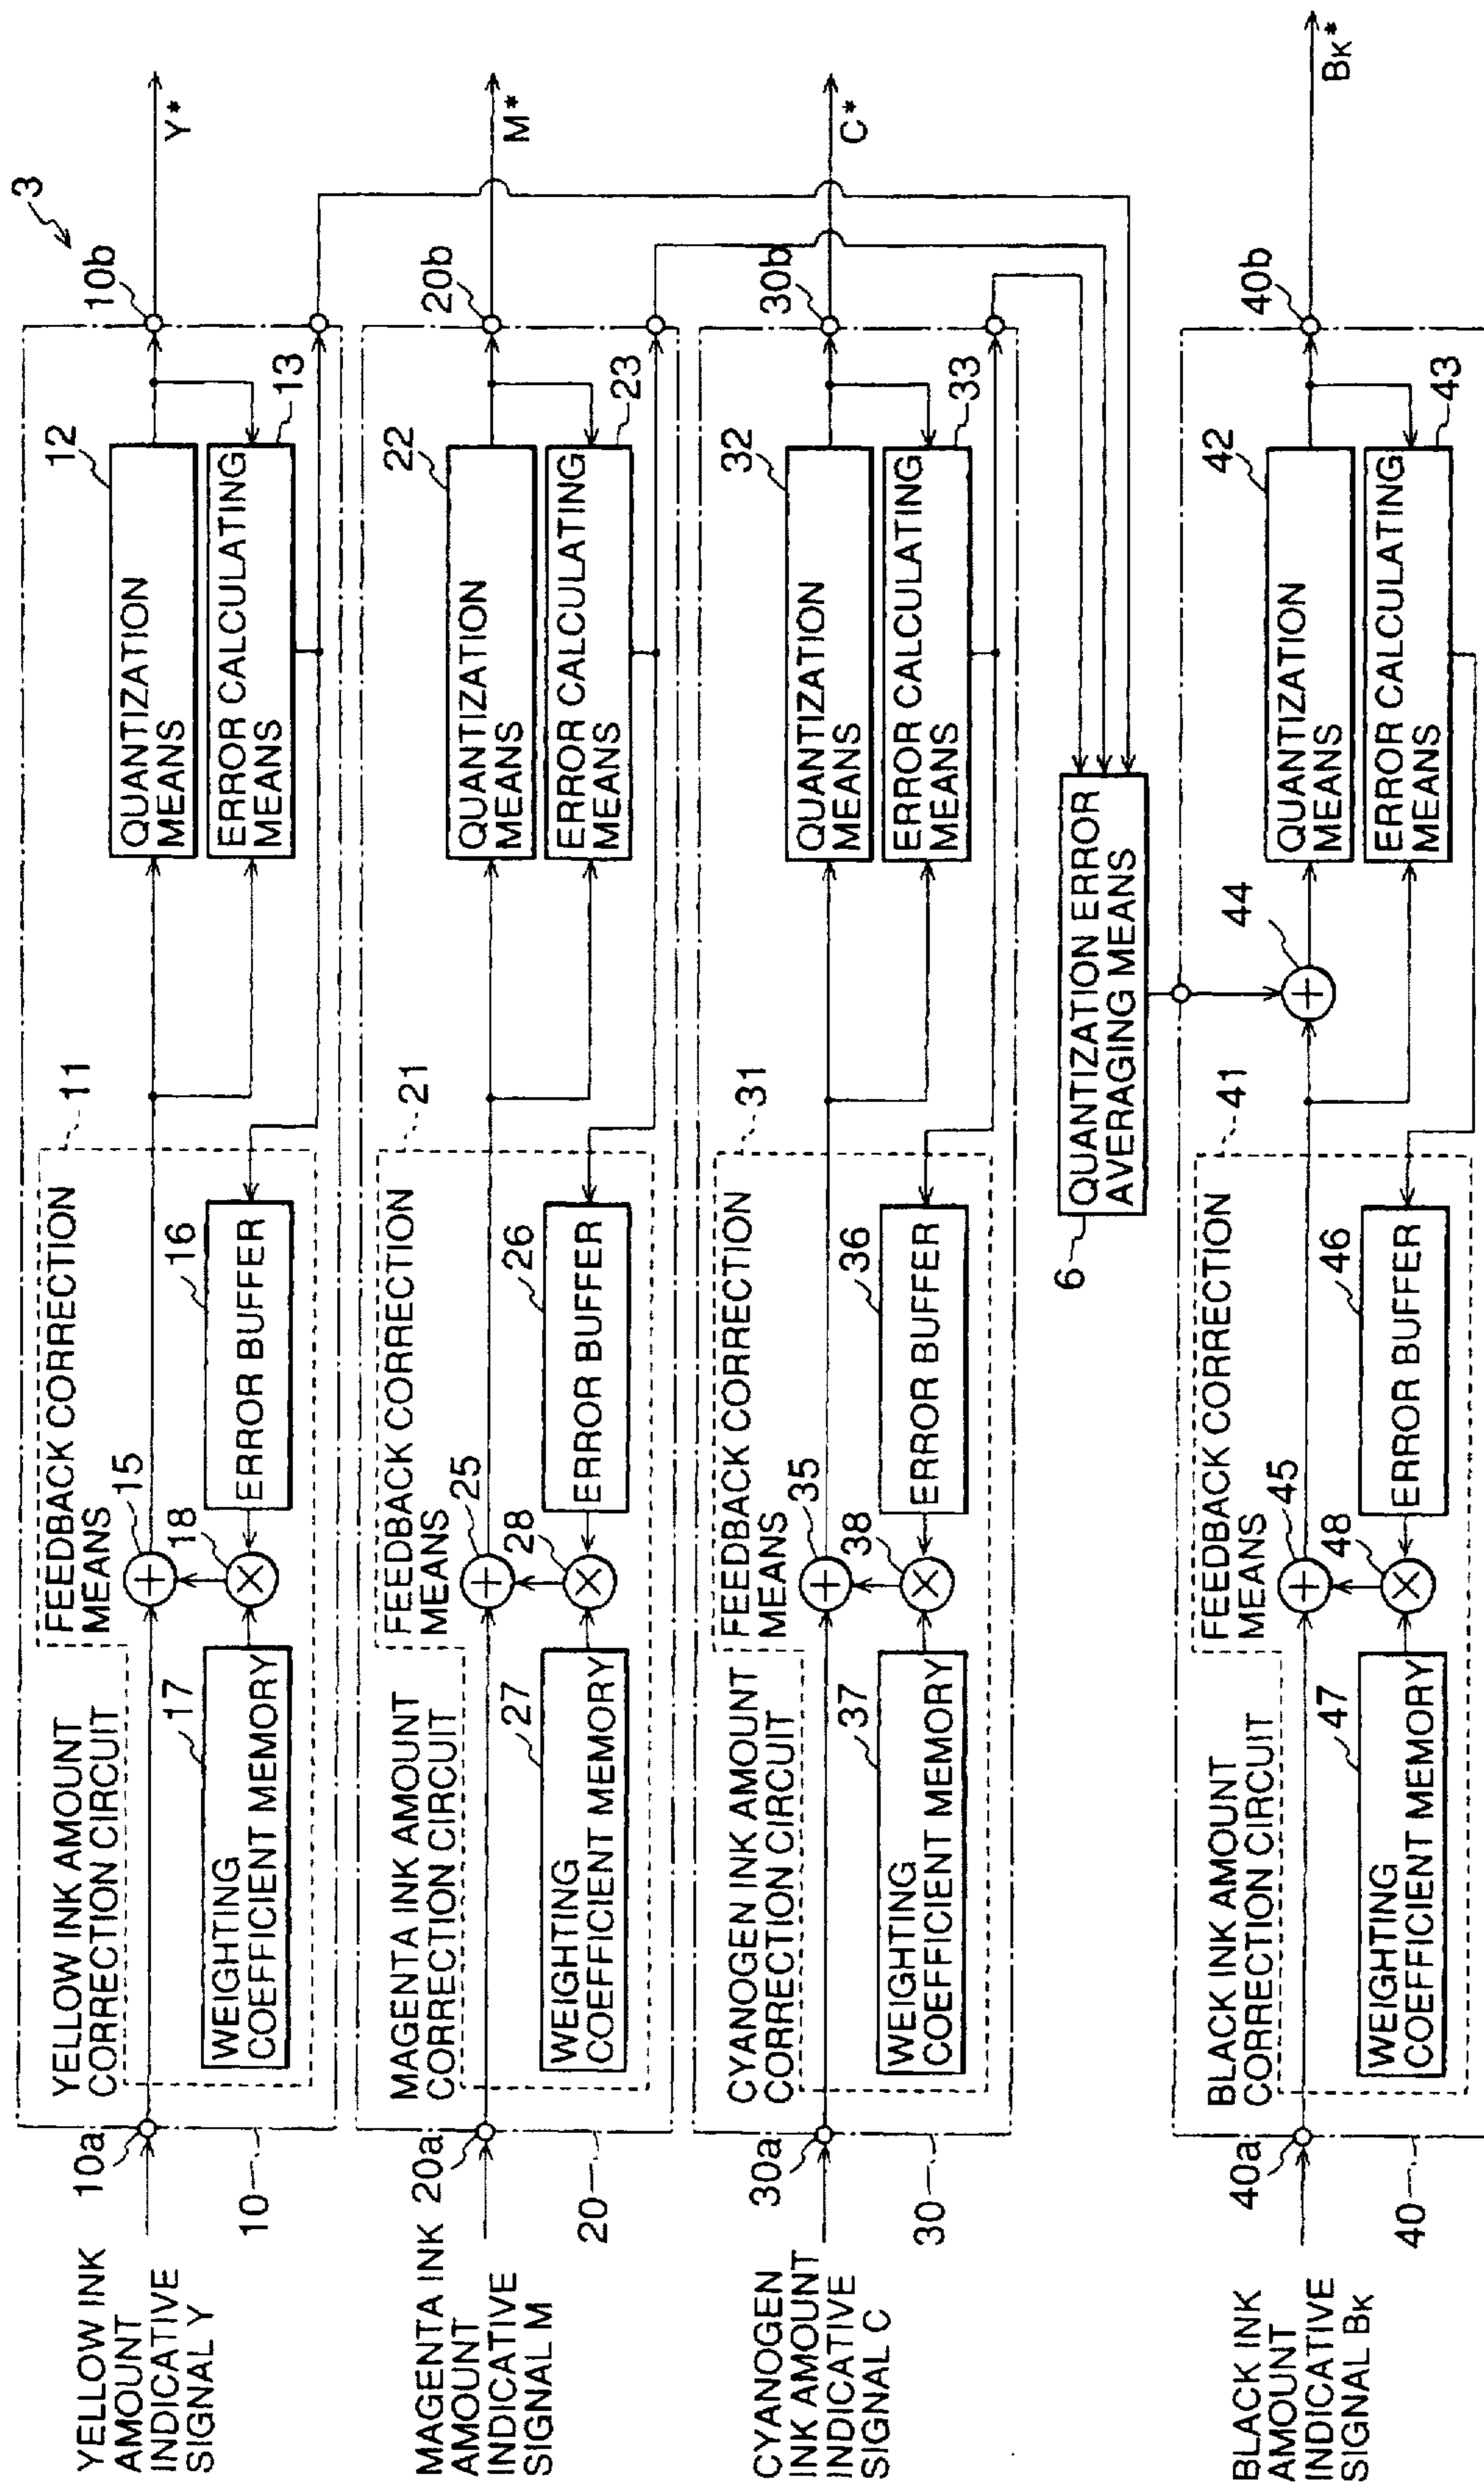 3
YELLOW INK
AMOUNT
INDICATIVE
SIGNAL Y
10a
10
YELLOW INK AMOUNT
CORRECTION CIRCUIT
17
WEIGHTING
COEFFICIENT MEMORY
FEEDBACK CORRECTION
MEANS
11
15
18
16
ERROR BUFFER
12
QUANTIZATION
MEANS
ERROR CALCULATING
MEANS
13
10b
Y*
MAGENTA INK
AMOUNT
INDICATIVE
SIGNAL M
20a
20
MAGENTA INK AMOUNT
CORRECTION CIRCUIT
27
WEIGHTING
COEFFICIENT MEMORY
FEEDBACK CORRECTION
MEANS
21
25
28
26
ERROR BUFFER
22
QUANTIZATION
MEANS
ERROR CALCULATING
MEANS
23
20b
M*
CYANOGEN
INK AMOUNT
INDICATIVE
SIGNAL C
30a
30
CYANOGEN INK AMOUNT
CORRECTION CIRCUIT
37
WEIGHTING
COEFFICIENT MEMORY
FEEDBACK CORRECTION
MEANS
31
35
38
36
ERROR BUFFER
32
QUANTIZATION
MEANS
ERROR CALCULATING
MEANS
33
30b
C*
6
QUANTIZATION ERROR
AVERAGING MEANS
BLACK INK
AMOUNT
INDICATIVE
SIGNAL BK
40a
40
BLACK INK AMOUNT
CORRECTION CIRCUIT
47
WEIGHTING
COEFFICIENT MEMORY
FEEDBACK CORRECTION
MEANS
41
45
48
46
ERROR BUFFER
44
42
QUANTIZATION
MEANS
ERROR CALCULATING
MEANS
43
40b
BK*